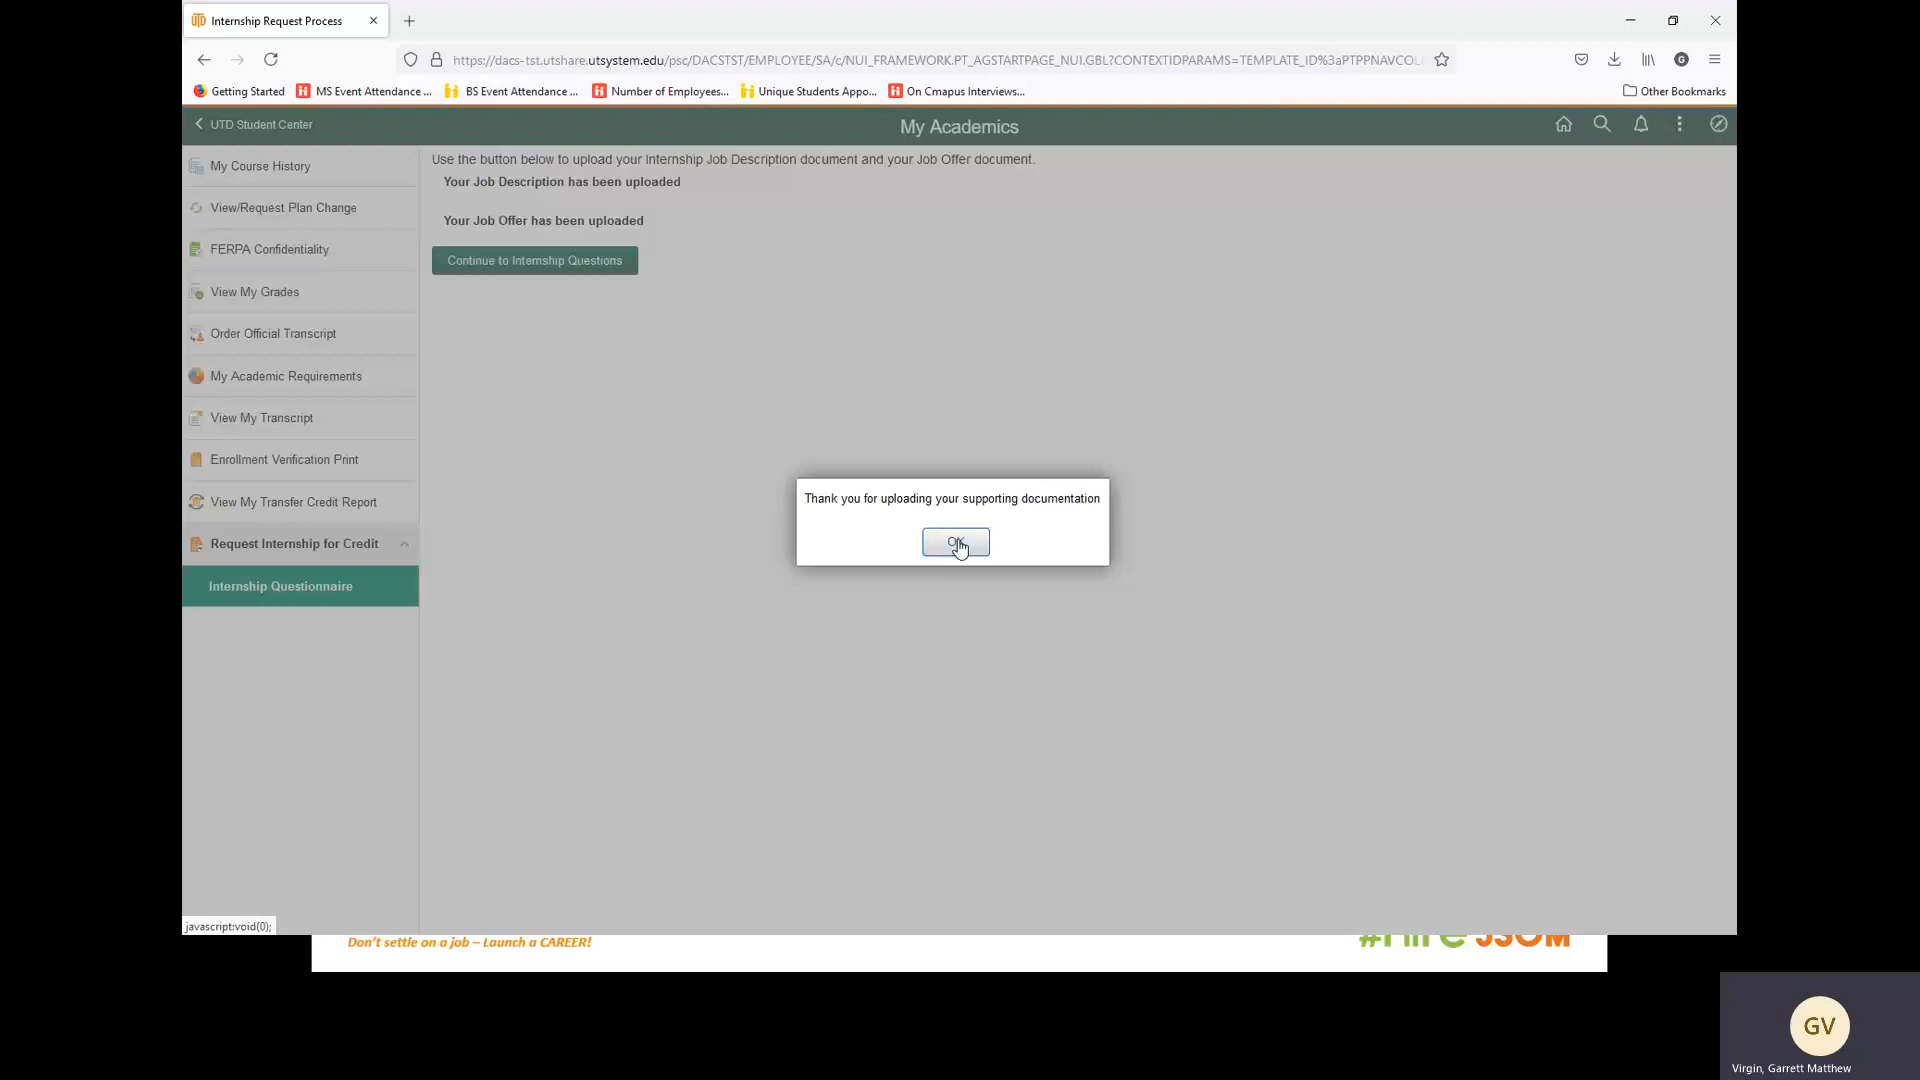 Internship Request Process
https://dacs-tst.utshare.utsystem.edu/psc/DACSTST/EMPLOYEE/SA/c/NUI_FRAMEWORK.PT_AGSTARTPAGE_NUI.GBL?CONTEXTIDPARAMS=TEMPLATE_ID%3aPTPPNAVCOL
Getting Started
MS Event Attendance ...
BS Event Attendance ...
Number of Employees...
Unique Students Appo...
On Cmapus Interviews...
Other Bookmarks
UTD Student Center
My Academics
My Course History
View/Request Plan Change
FERPA Confidentiality
View My Grades
Order Official Transcript
My Academic Requirements
View My Transcript
Enrollment Verification Print
View My Transfer Credit Report
Request Internship for Credit
Internship Questionnaire
Use the button below to upload your Internship Job Description document and your Job Offer document.
Your Job Description has been uploaded
Your Job Offer has been uploaded
Continue to Internship Questions
Thank you for uploading your supporting documentation
OK
javascript:void(0);
Don't settle on a job – Launch a CAREER!
#Hire JSOM
GV
Virgin, Garrett Matthew